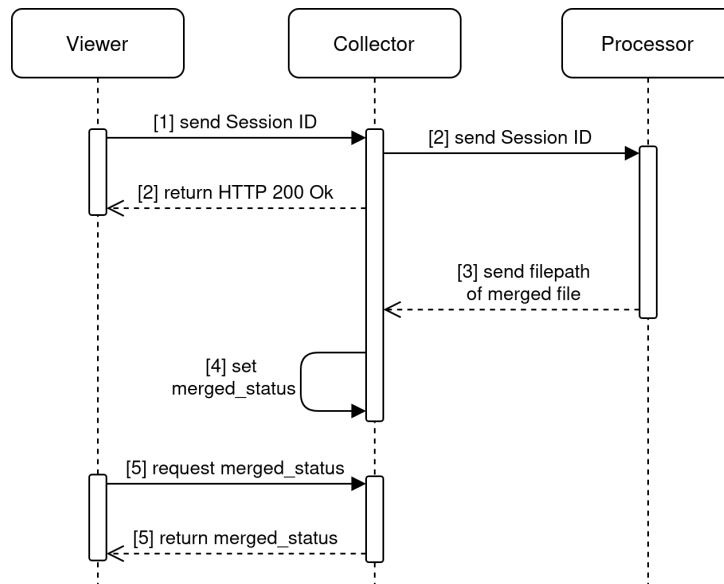 Viewer
Collector
Processor
[1] send Session ID
[2] send Session ID
[2] return HTTP 200 Ok
[3] send filepath
of merged file
[4] set
merged_status
[5] request merged_status
[5] return merged_status